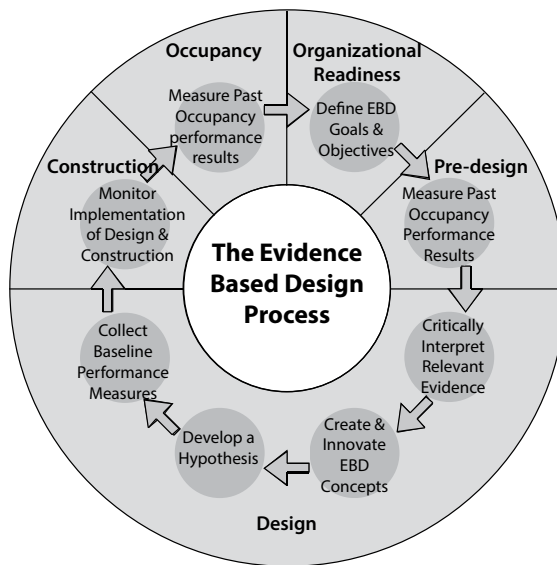 Occupancy
Measure Past
Occupancy
performance
results
Organizational
Readiness
Define EBD
Goals &
Objectives
Pre-design
Measure Past
Occupancy
Performance
Results
Critically
Interpret
Relevant
Evidence
Create &
Innovate
EBD
Concepts
Develop a
Hypothesis
Collect
Baseline
Performance
Measures
Design
Construction
Monitor
Implementation
of Design &
Construction
The Evidence
Based Design
Process